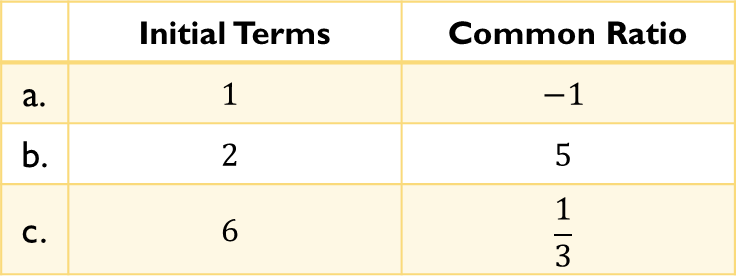 Initial Terms Common Ratio
a. 1 −1
b. 2 5
c. 6 1/3